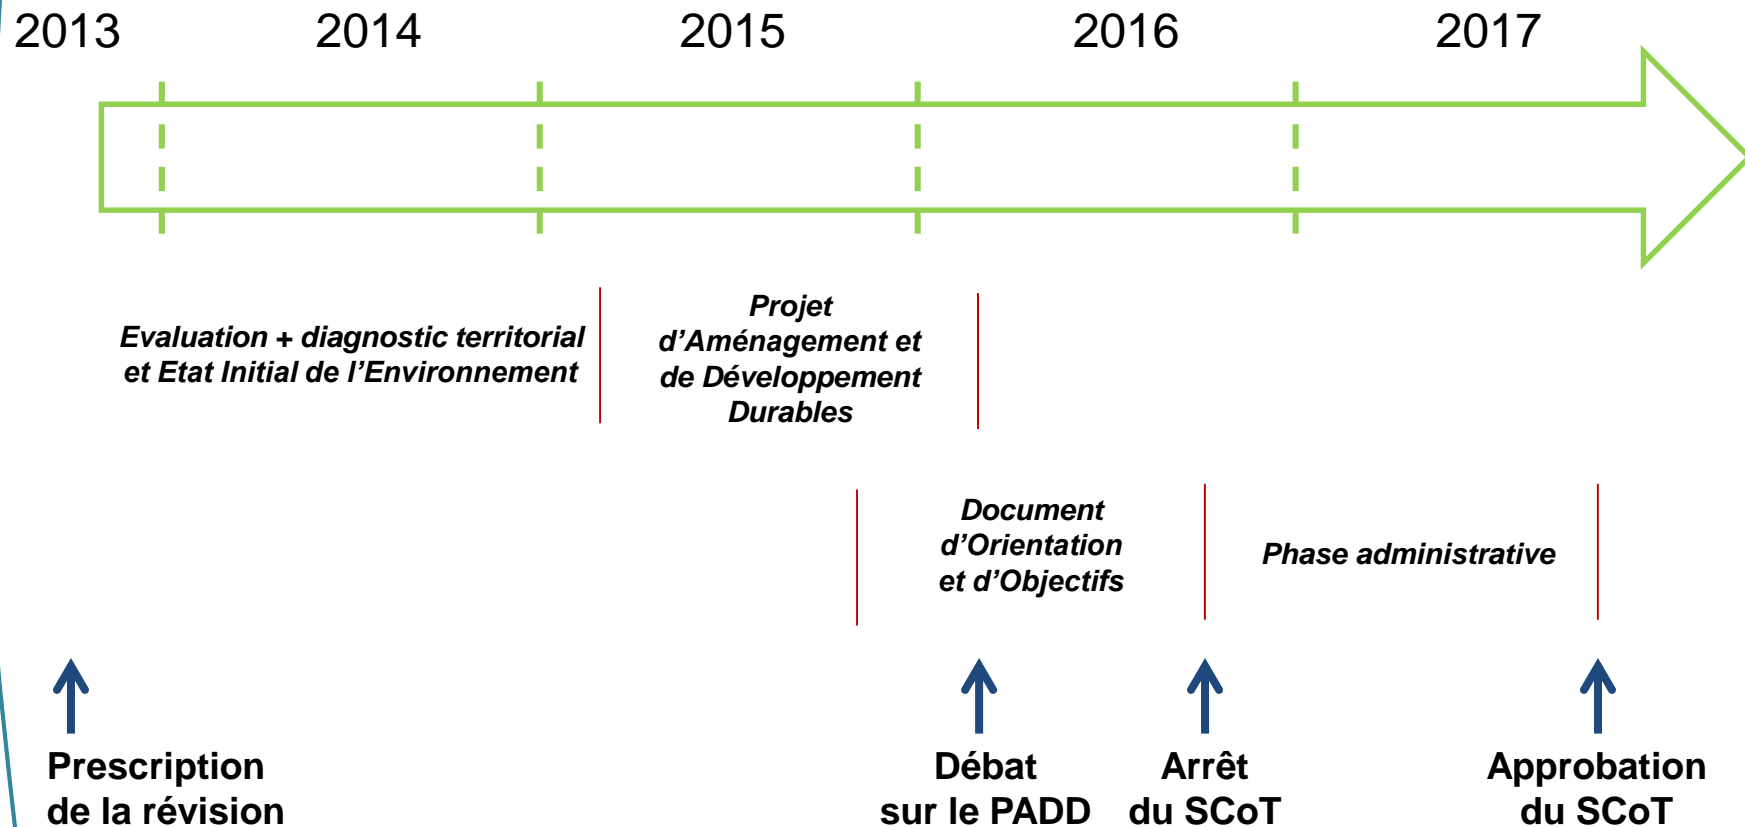 2013 2014 2015 2016 2017
Evaluation + diagnostic territorial
et Etat Initial de l’Environnement
Projet
d’Aménagement et
de Développement
Durables
Document
d’Orientation
et d’Objectifs
Phase administrative
Prescription
de la révision
Débat
sur le PADD
Arrêt
du SCoT
Approbation
du SCoT